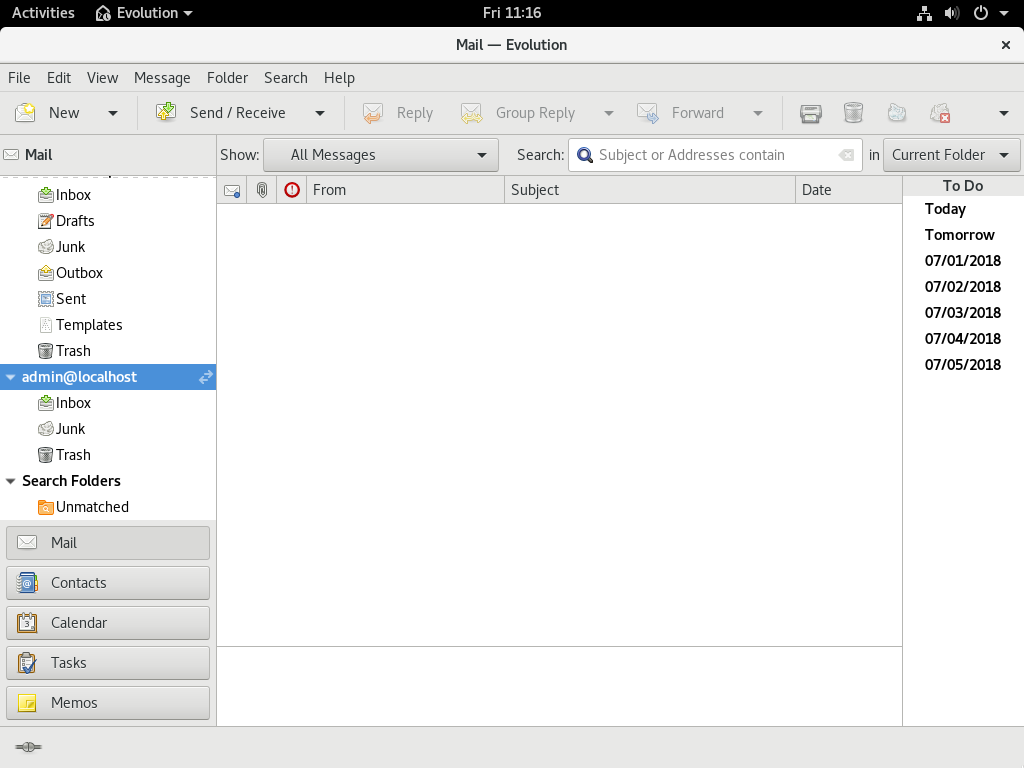 Activities Evolution Fri 11:16
Mail — Evolution
File Edit View Message Folder Search Help
New Send / Receive Reply Group Reply Forward
Mail Show: All Messages Search: Subject or Addresses contain in Current Folder
From Subject Date To Do
Inbox
Drafts
Junk
Outbox
Sent
Templates
Trash
admin@localhost
Inbox
Junk
Trash
Search Folders
Unmatched
Mail
Contacts
Calendar
Tasks
Memos
Today
Tomorrow
07/01/2018
07/02/2018
07/03/2018
07/04/2018
07/05/2018